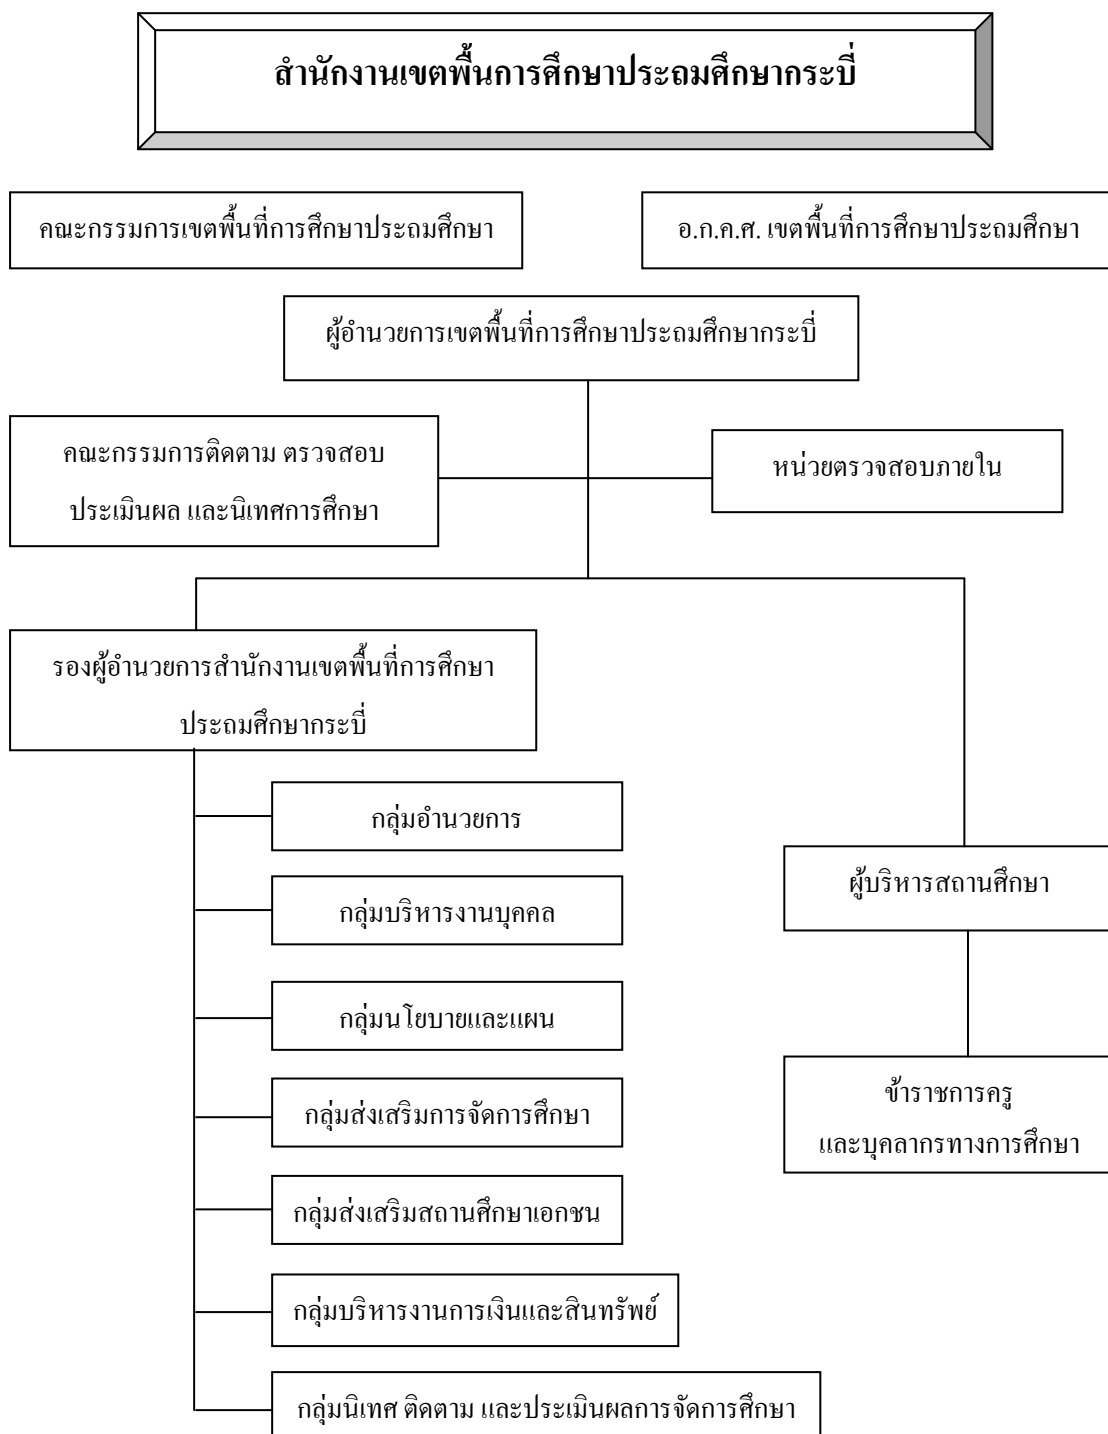 สำนักงานเขตพื้นการศึกษาประถมศึกษากระบี่
คณะกรรมการเขตพื้นที่การศึกษาประถมศึกษา
อ.ก.ค.ศ. เขตพื้นที่การศึกษาประถมศึกษา
ผู้อำนวยการเขตพื้นที่การศึกษาประถมศึกษากระบี่
คณะกรรมการติดตาม ตรวจสอบ
ประเมินผล และนิเทศการศึกษา
หน่วยตรวจสอบภายใน
รองผู้อำนวยการสำนักงานเขตพื้นที่การศึกษา
ประถมศึกษากระบี่
กลุ่มอำนวยการ
กลุ่มบริหารงานบุคคล
กลุ่มนโยบายและแผน
กลุ่มส่งเสริมการจัดการศึกษา
กลุ่มส่งเสริมสถานศึกษาเอกชน
กลุ่มบริหารงานการเงินและสินทรัพย์
กลุ่มนิเทศ ติดตาม และประเมินผลการจัดการศึกษา
ผู้บริหารสถานศึกษา
ข้าราชการครู
และบุคลากรทางการศึกษา